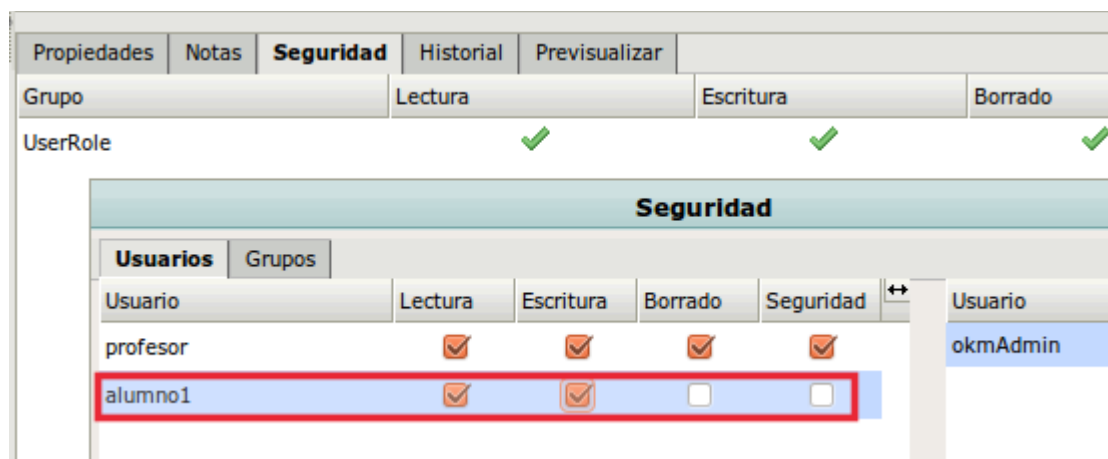 Propiedades Notas Seguridad Historial Previsualizar
Grupo Lectura Escritura Borrado
UserRole
Seguridad
Usuarios Grupos
Usuario Lectura Escritura Borrado Seguridad Usuario
profesor okmAdmin
alumno1